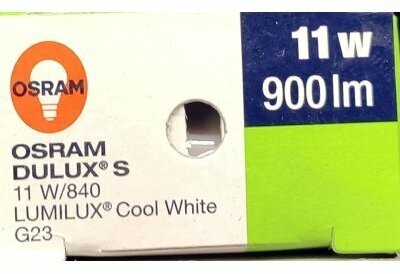 11 w
900 lm
OSRAM
OSRAM
DULUX® S
11 W/840
LUMILUX® Cool White
G23